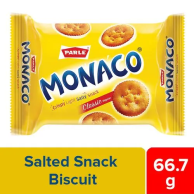 PARLE
MONACO
Classic
Salted Snack
Biscuit
66.7
g